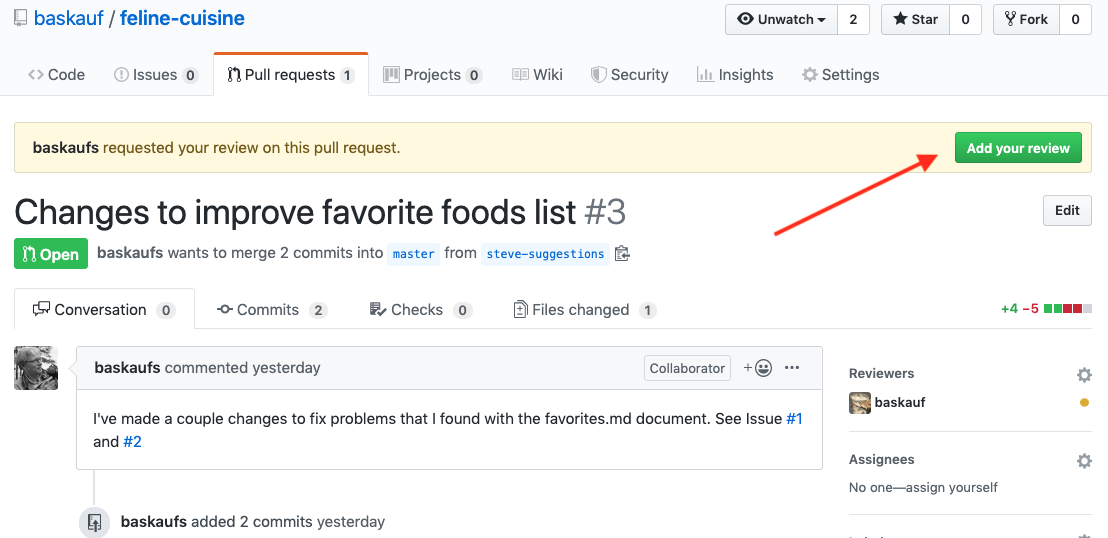 baskauf / feline-cuisine
Unwatch 2 Star 0 Fork 0
Code Issues 0 Pull requests 1 Projects 0 Wiki Security Insights Settings
baskaufs requested your review on this pull request. Add your review
Changes to improve favorite foods list #3 Edit
Open baskaufs wants to merge 2 commits into master from steve-suggestions
Conversation 0 Commits 2 Checks 0 Files changed 1 +4 −5
baskaufs commented yesterday Collaborator
I've made a couple changes to fix problems that I found with the favorites.md document. See Issue #1
and #2
baskaufs added 2 commits yesterday
Reviewers
baskauf
Assignees
No one—assign yourself